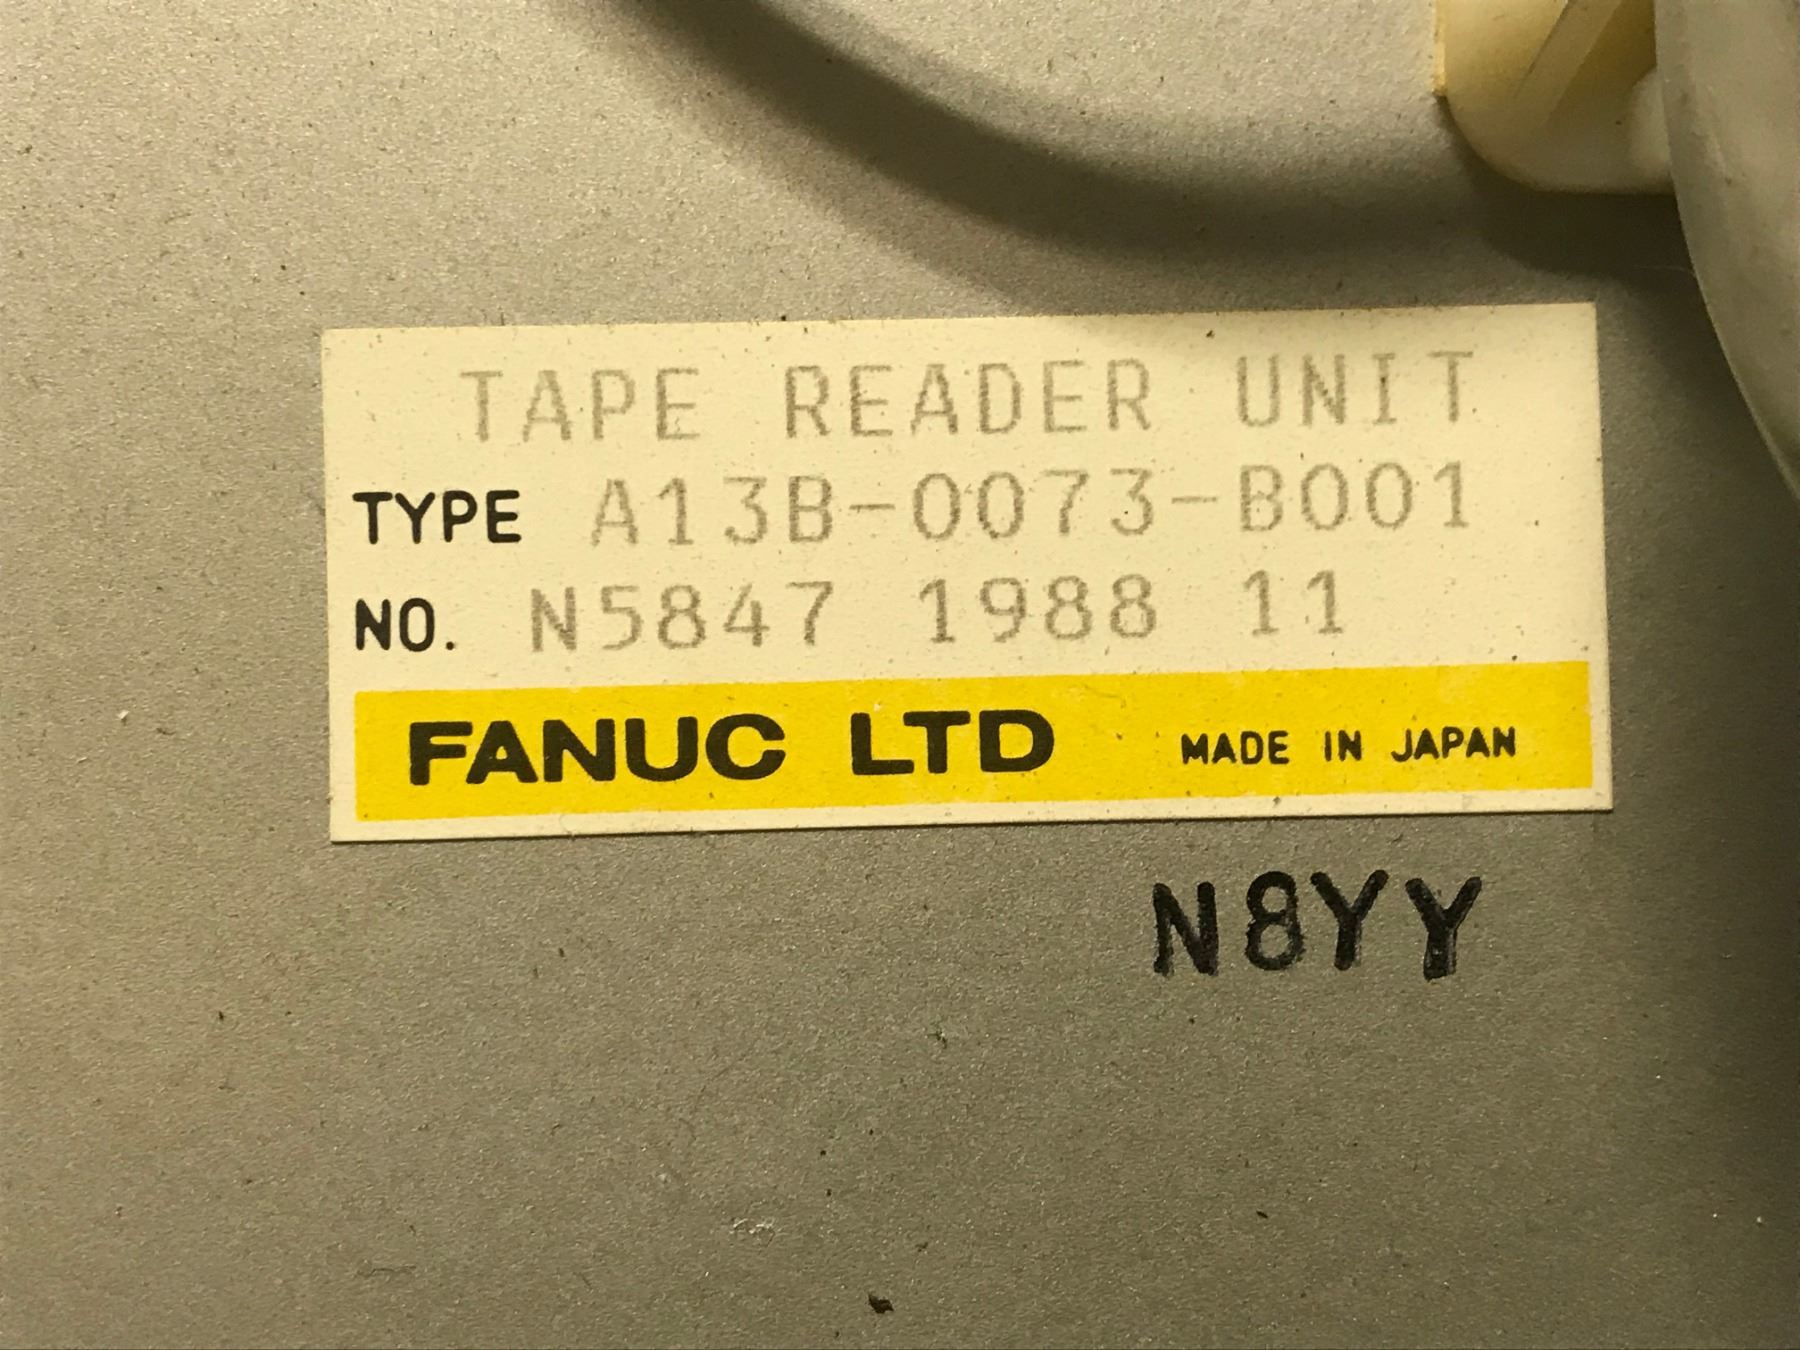 TAPE READER UNIT
TYPE A13B-0073-B001
NO. N5847 1988 11
FANUC LTD MADE IN JAPAN
N8YY